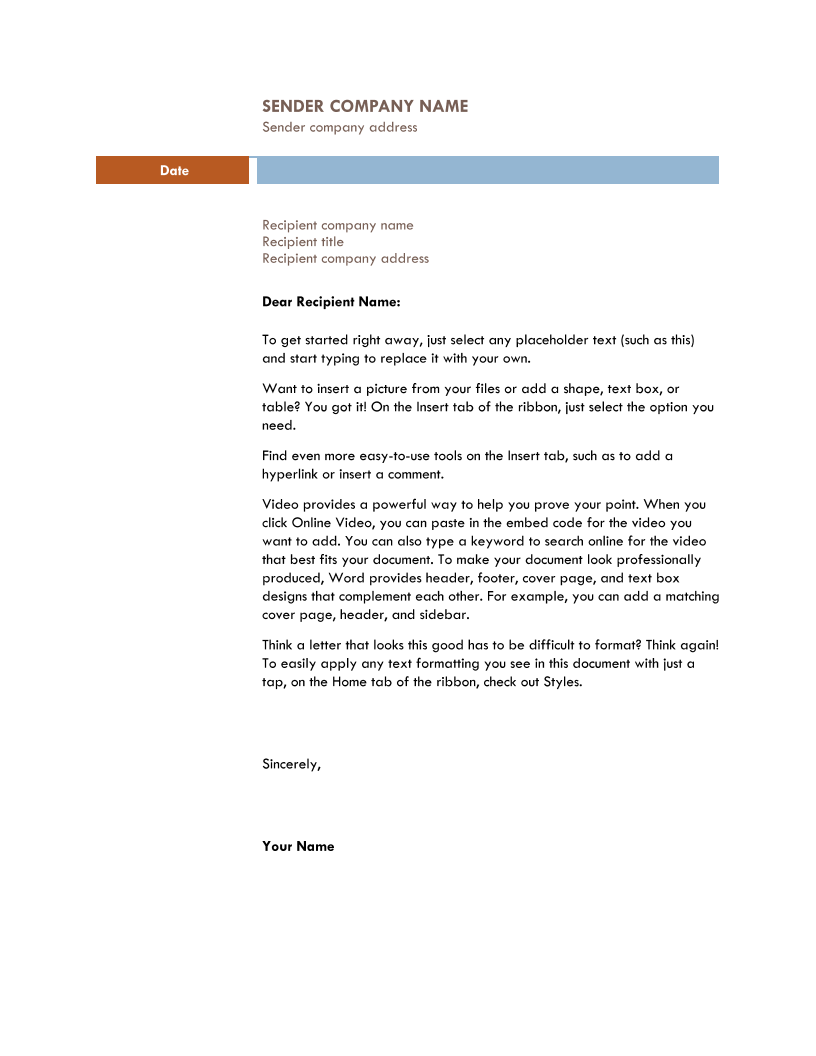 SENDER COMPANY NAME
Sender company address
Date
Recipient company name
Recipient title
Recipient company address
Dear Recipient Name:
To get started right away, just select any placeholder text (such as this)
and start typing to replace it with your own.
Want to insert a picture from your files or add a shape, text box, or
table? You got it! On the Insert tab of the ribbon, just select the option you
need.
Find even more easy-to-use tools on the Insert tab, such as to add a
hyperlink or insert a comment.
Video provides a powerful way to help you prove your point. When you
click Online Video, you can paste in the embed code for the video you
want to add. You can also type a keyword to search online for the video
that best fits your document. To make your document look professionally
produced, Word provides header, footer, cover page, and text box
designs that complement each other. For example, you can add a matching
cover page, header, and sidebar.
Think a letter that looks this good has to be difficult to format? Think again!
To easily apply any text formatting you see in this document with just a
tap, on the Home tab of the ribbon, check out Styles.
Sincerely,
Your Name